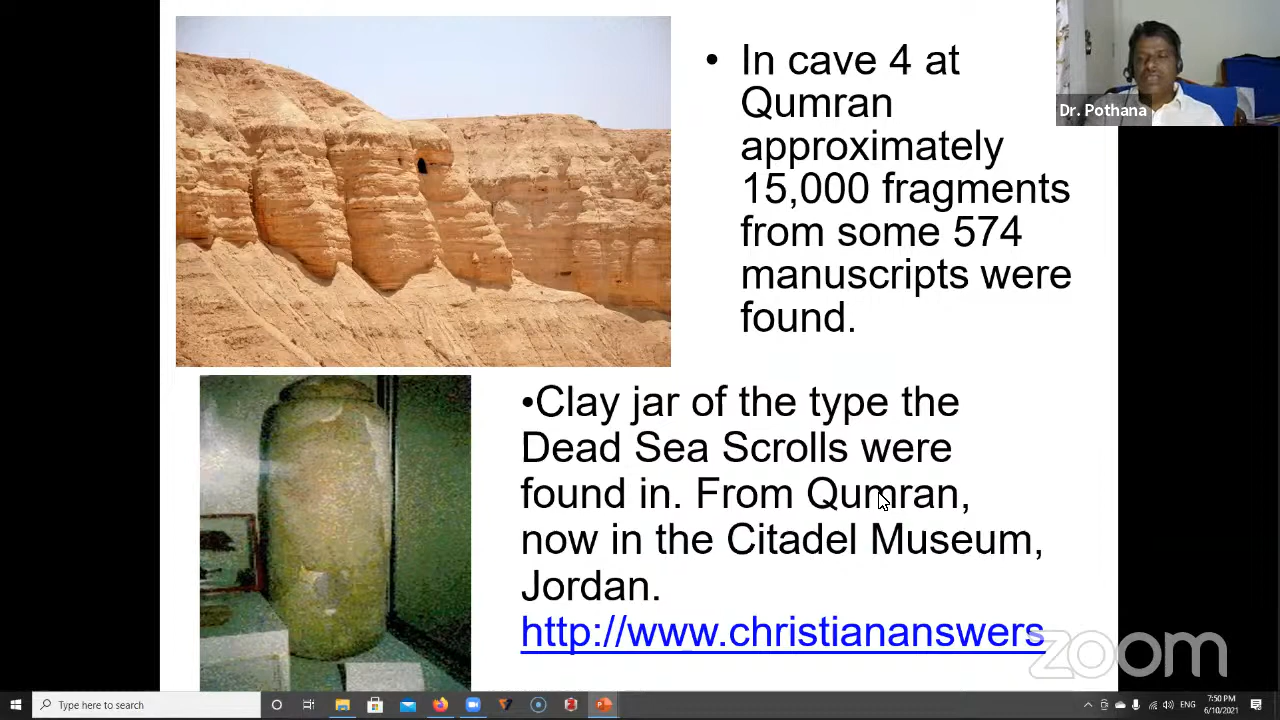 • In cave 4 at
Qumran
approximately
15,000 fragments
from some 574
manuscripts were
found.
Dr. Pothana
•Clay jar of the type the
Dead Sea Scrolls were
found in. From Qumran,
now in the Citadel Museum,
Jordan.
http://www.christiananswers
zoom
Type here to search
ENG
7:50 PM
6/10/2021